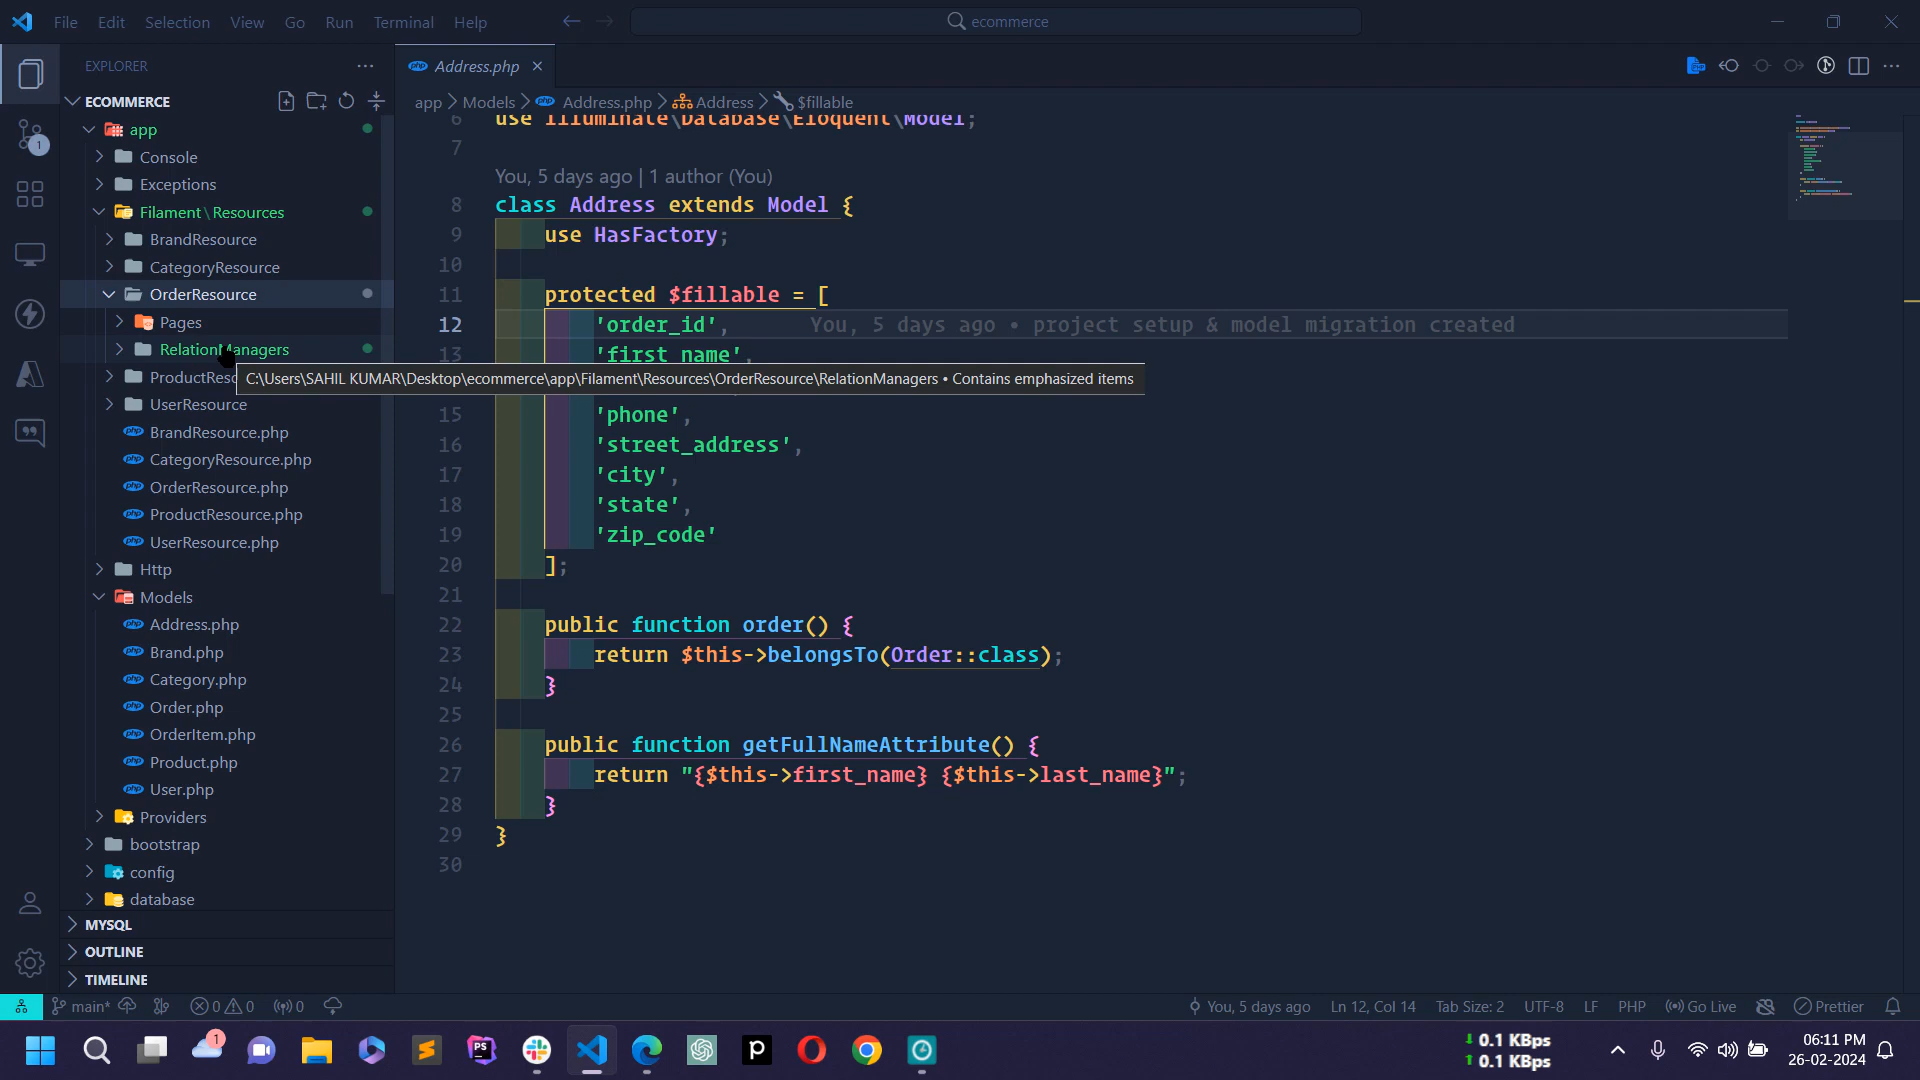 File Edit Selection View Go Run Terminal Help
ecommerce
EXPLORER
Address.php
ECOMMERCE
app > Models > Address.php > Address > $fillable
app
Console
Exceptions
Filament\Resources
BrandResource
CategoryResource
OrderResource
Pages
RelationManagers
UserResource
BrandResource.php
CategoryResource.php
OrderResource.php
ProductResource.php
UserResource.php
Http
Models
Address.php
Brand.php
Category.php
Order.php
OrderItem.php
Product.php
User.php
Providers
bootstrap
config
database
MYSQL
OUTLINE
TIMELINE
6 use Illuminate\Database\Eloquent\Model;
7
You, 5 days ago | 1 author (You)
8 class Address extends Model {
9 use HasFactory;
10
11 protected $fillable = [
12 'order_id', You, 5 days ago • project setup & model migration created
13 'first_name',
C:\Users\SAHIL KUMAR\Desktop\ecommerce\app\Filament\Resources\OrderResource\RelationManagers • Contains emphasized items
15 'phone',
16 'street_address',
17 'city',
18 'state',
19 'zip_code'
20 ];
21
22 public function order() {
23 return $this->belongsTo(Order::class);
24 }
25
26 public function getFullNameAttribute() {
27 return "{$this->first_name} {$this->last_name}";
28 }
29 }
30
main* 0 0 0 You, 5 days ago Ln 12, Col 14 Tab Size: 2 UTF-8 LF PHP Go Live Prettier
0.1 KBps
0.1 KBps
06:11 PM
26-02-2024